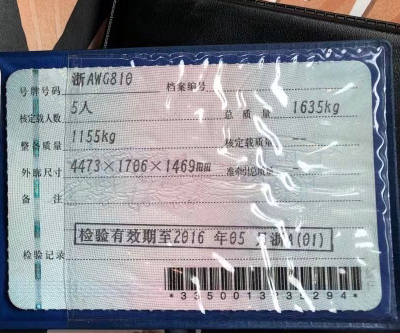 号牌号码 浙AWG810 档案编号
核定载人数 5人 总质量 1635kg
整备质量 1155kg 核定载质量
外廓尺寸 4473×1706×1469mm 准牵引总质量
备注
检验记录 检验有效期至2016年05月浙A(01)